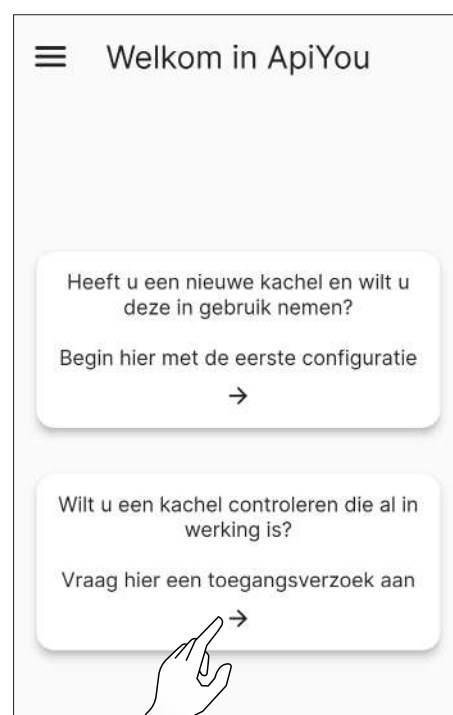 Welkom in ApiYou
Heeft u een nieuwe kachel en wilt u
deze in gebruik nemen?
Begin hier met de eerste configuratie
Wilt u een kachel controleren die al in
werking is?
Vraag hier een toegangsverzoek aan